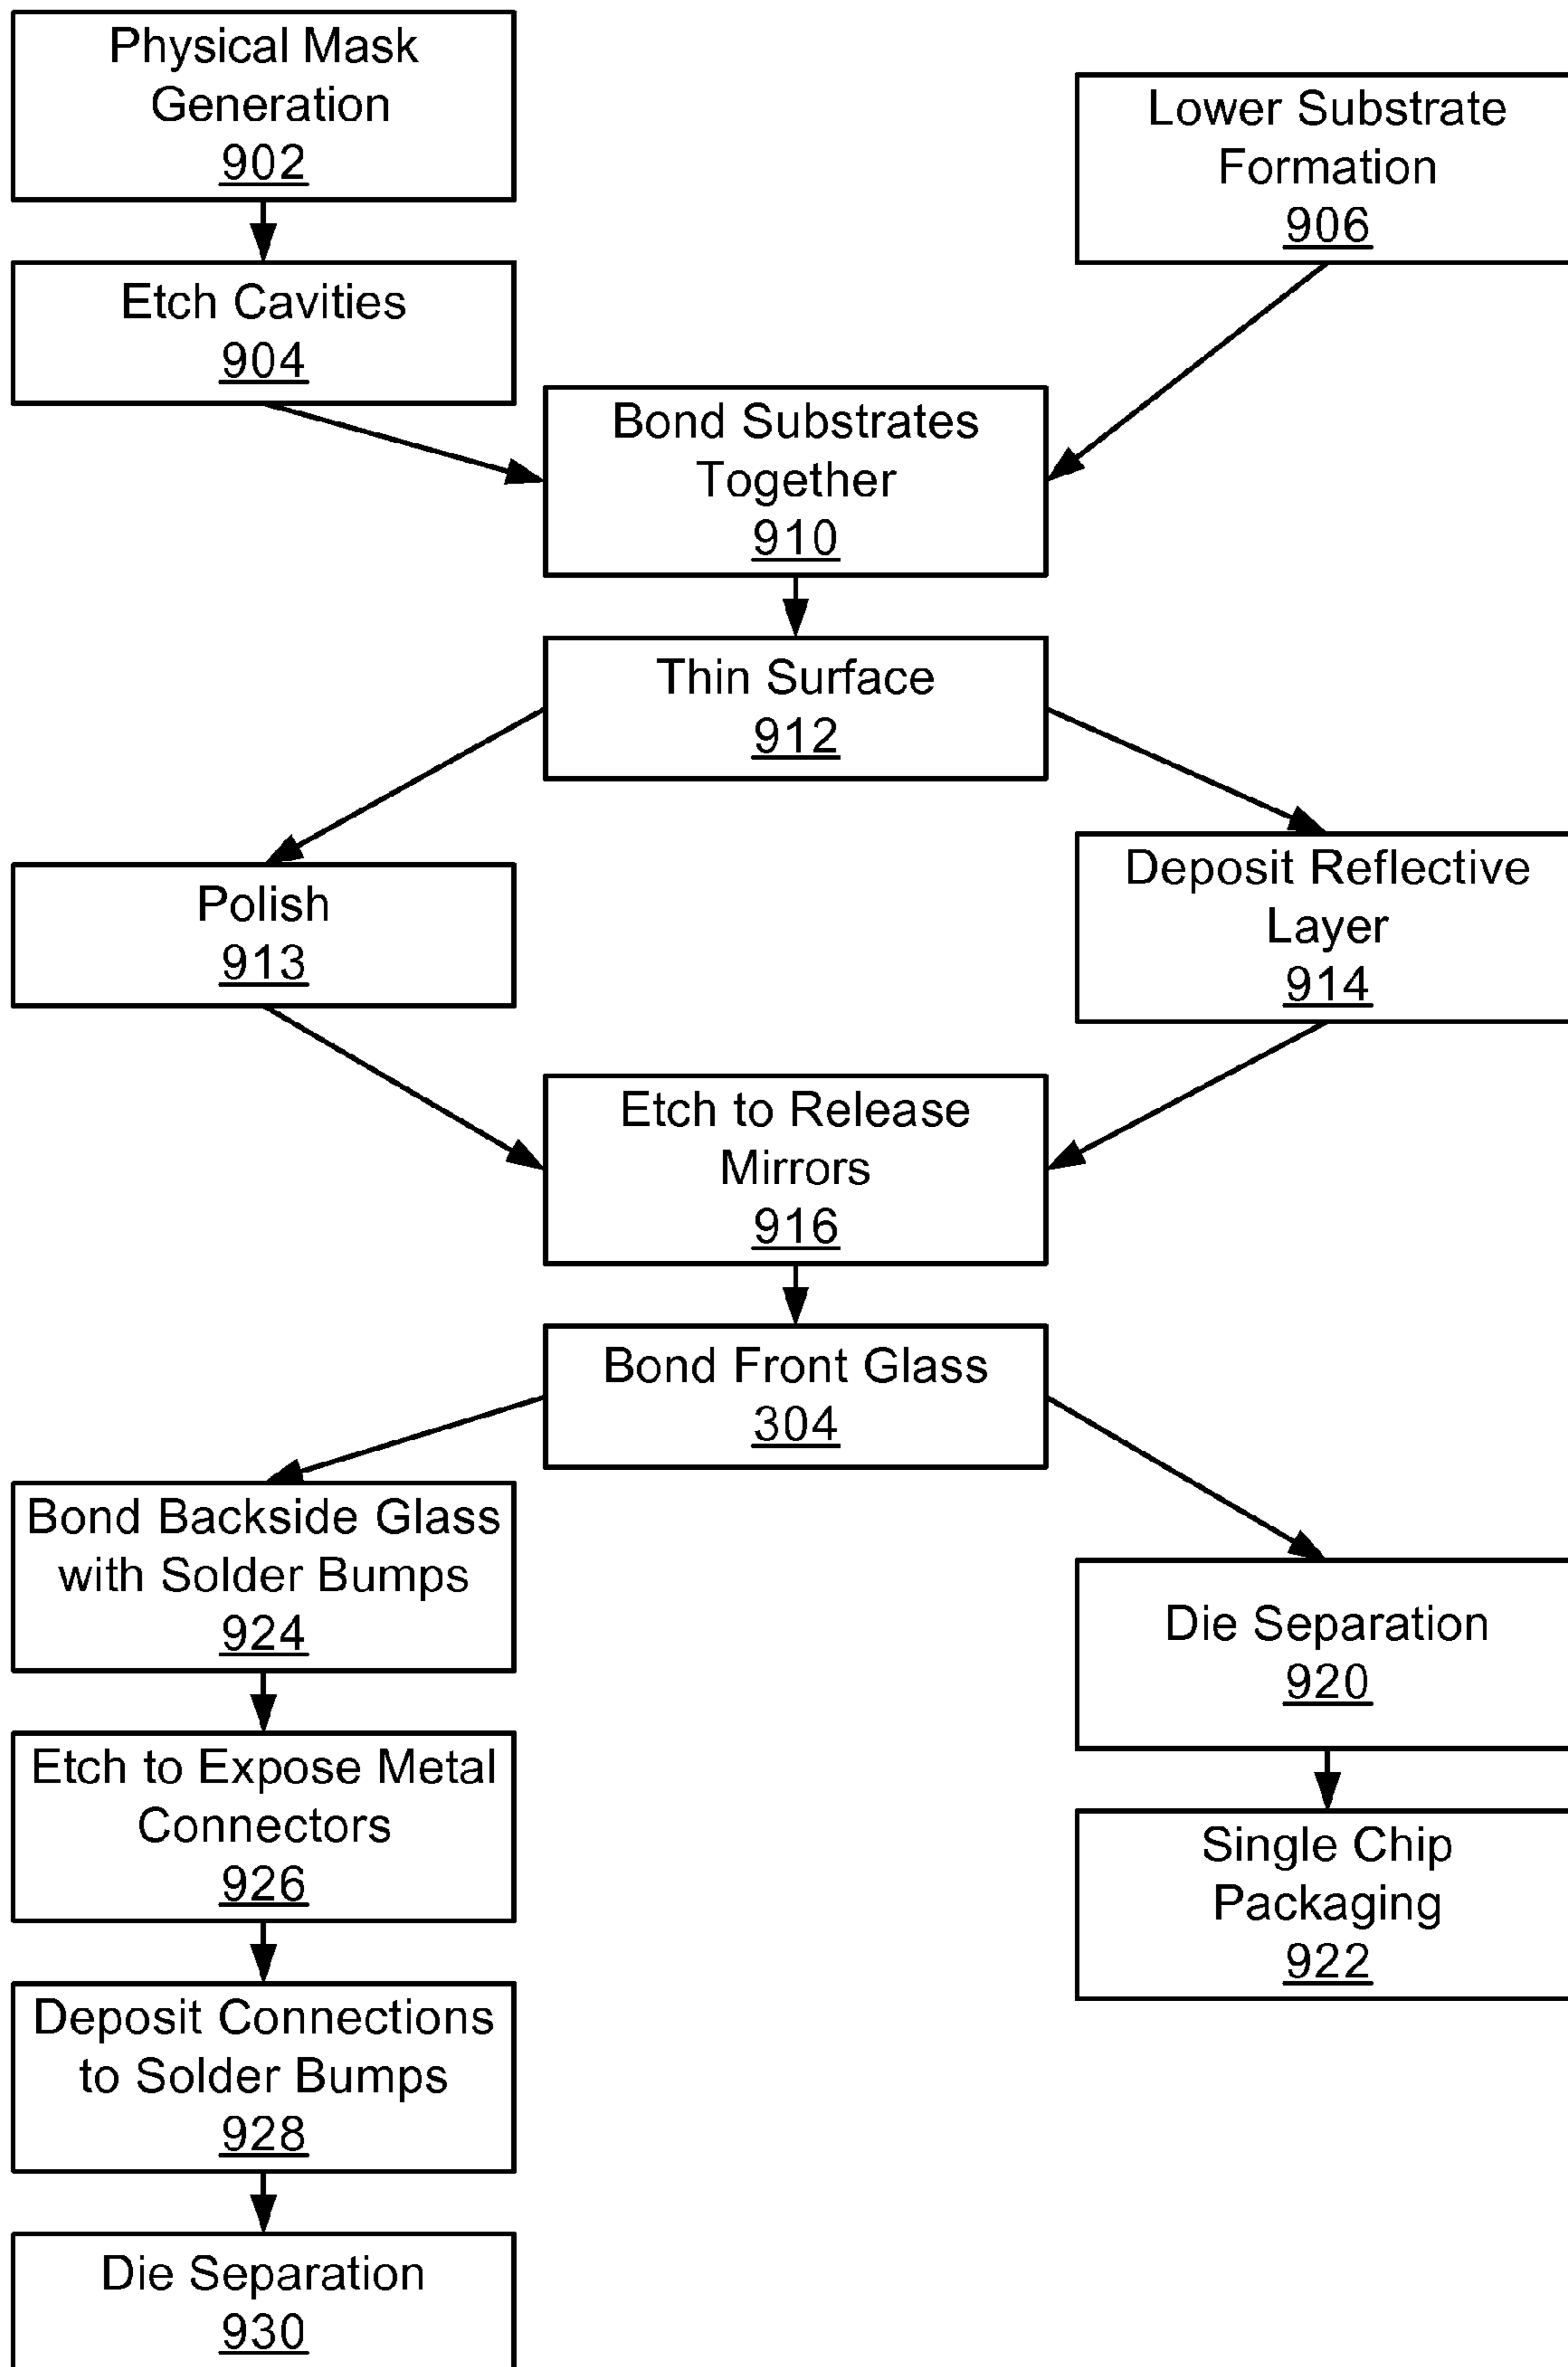 Physical Mask
Generation
902
Lower Substrate
Formation
906
Etch Cavities
904
Bond Substrates
Together
910
Thin Surface
912
Polish
913
Deposit Reflective
Layer
914
Etch to Release
Mirrors
916
Bond Front Glass
304
Bond Backside Glass
with Solder Bumps
924
Die Separation
920
Etch to Expose Metal
Connectors
926
Single Chip
Packaging
922
Deposit Connections
to Solder Bumps
928
Die Separation
930